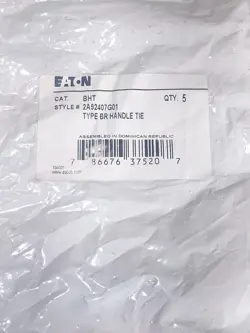 EATON
CAT. BHT QTY. 5
STYLE # 2A92407G01
TYPE BR HANDLE TIE
ASSEMBLED IN DOMINICAN REPUBLIC
7 86676 37520 7